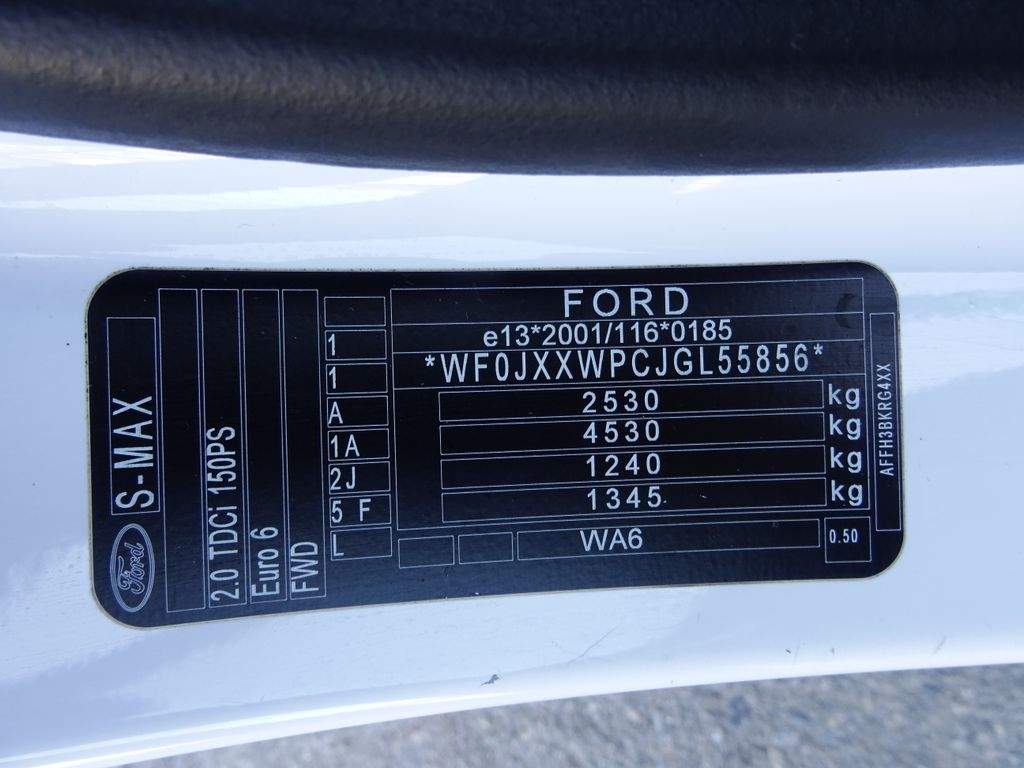 FORD
e13*2001/116*0185
*WF0JXXWPCJGL55856*
2530 kg
4530 kg
1240 kg
1345 kg
WA6
0.50
1
1
A
1A
2J
5 F
L
Ford
S-MAX
2.0 TDCi 150PS
Euro 6
FWD
AFFH3BKRG4XX